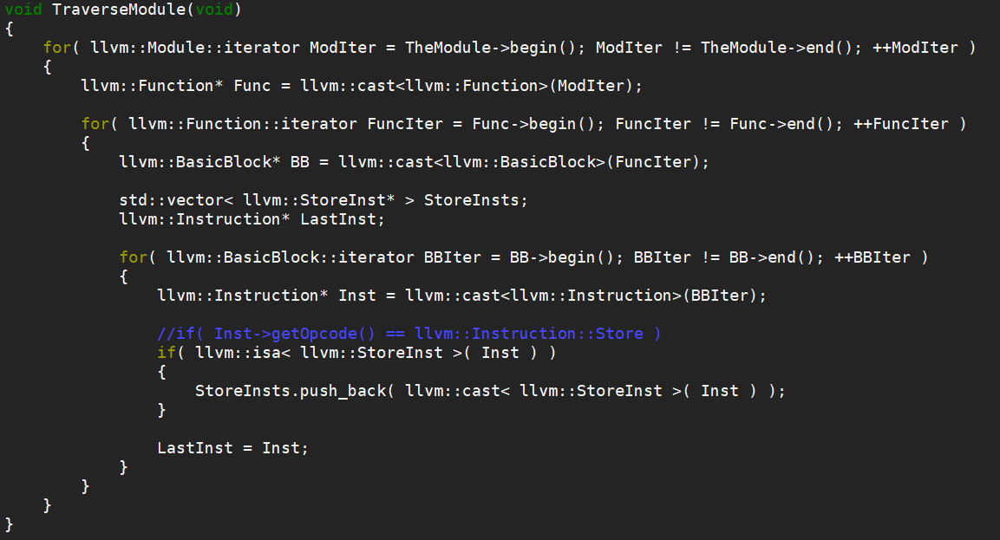 void TraverseModule(void)
{
    for( llvm::Module::iterator ModIter = TheModule->begin(); ModIter != TheModule->end(); ++ModIter )
    {
        llvm::Function* Func = llvm::cast<llvm::Function>(ModIter);

        for( llvm::Function::iterator FuncIter = Func->begin(); FuncIter != Func->end(); ++FuncIter )
        {
            llvm::BasicBlock* BB = llvm::cast<llvm::BasicBlock>(FuncIter);

            std::vector< llvm::StoreInst* > StoreInsts;
            llvm::Instruction* LastInst;

            for( llvm::BasicBlock::iterator BBIter = BB->begin(); BBIter != BB->end(); ++BBIter )
            {
                llvm::Instruction* Inst = llvm::cast<llvm::Instruction>(BBIter);

                //if( Inst->getOpcode() == llvm::Instruction::Store )
                if( llvm::isa< llvm::StoreInst >( Inst ) )
                {
                    StoreInsts.push_back( llvm::cast< llvm::StoreInst >( Inst ) );
                }

                LastInst = Inst;
            }
        }
    }
}